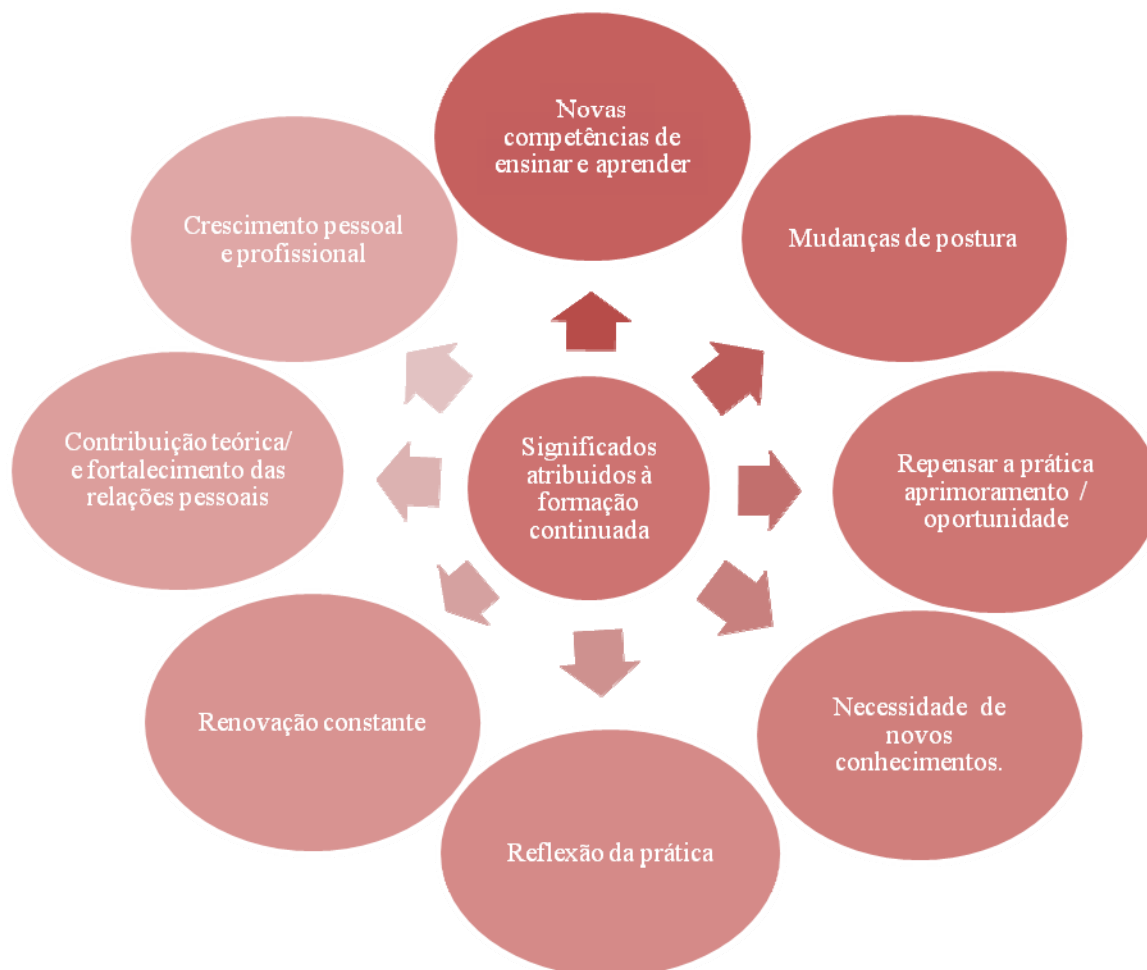 Novas
competências de
ensinar e aprender
Mudanças de postura
Repensar a prática
aprimoramento /
oportunidade
Necessidade de
novos
conhecimentos.
Reflexão da prática
Renovação constante
Contribuição teórica/
e fortalecimento das
relações pessoais
Crescimento pessoal
e profissional
Significados
atribuidos à
formação
continuada